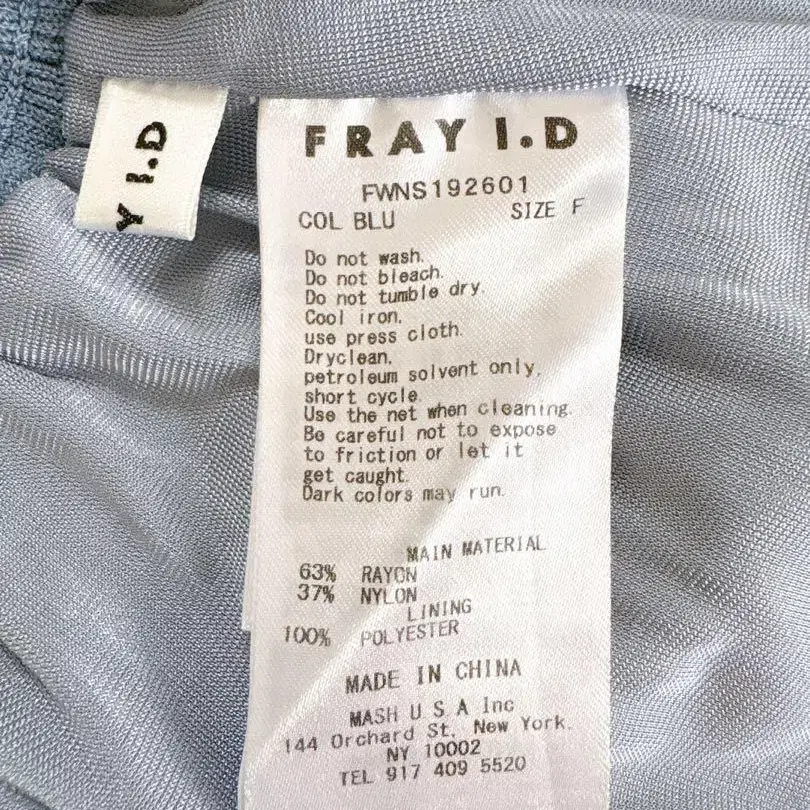 Y I.D
FRAY I.D
FWNS192601
COL BLU SIZE F
Do not wash.
Do not bleach.
Do not tumble dry.
Cool iron.
use press cloth.
Dryclean.
petroleum solvent only.
short cycle.
Use the net when cleaning.
Be careful not to expose
to friction or let it
get caught.
Dark colors may run.
MAIN MATERIAL
63% RAYON
37% NYLON
LINING
100% POLYESTER
MADE IN CHINA
MASH U S A Inc
144 Orchard St. New York.
NY 10002
TEL 917 409 5520